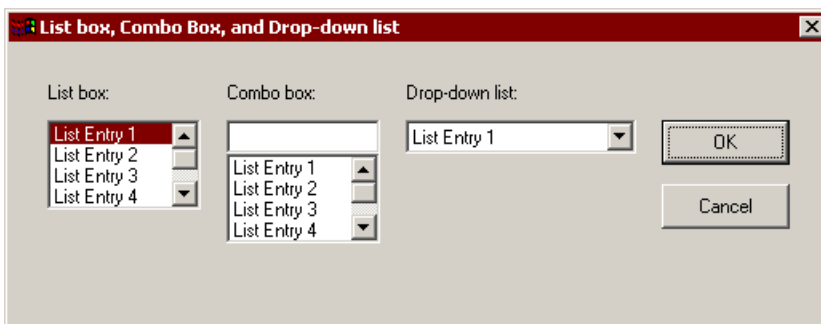 List box, Combo Box, and Drop-down list
List box:
List Entry 1
List Entry 2
List Entry 3
List Entry 4
Combo box:
List Entry 1
List Entry 2
List Entry 3
List Entry 4
Drop-down list:
List Entry 1
OK
Cancel